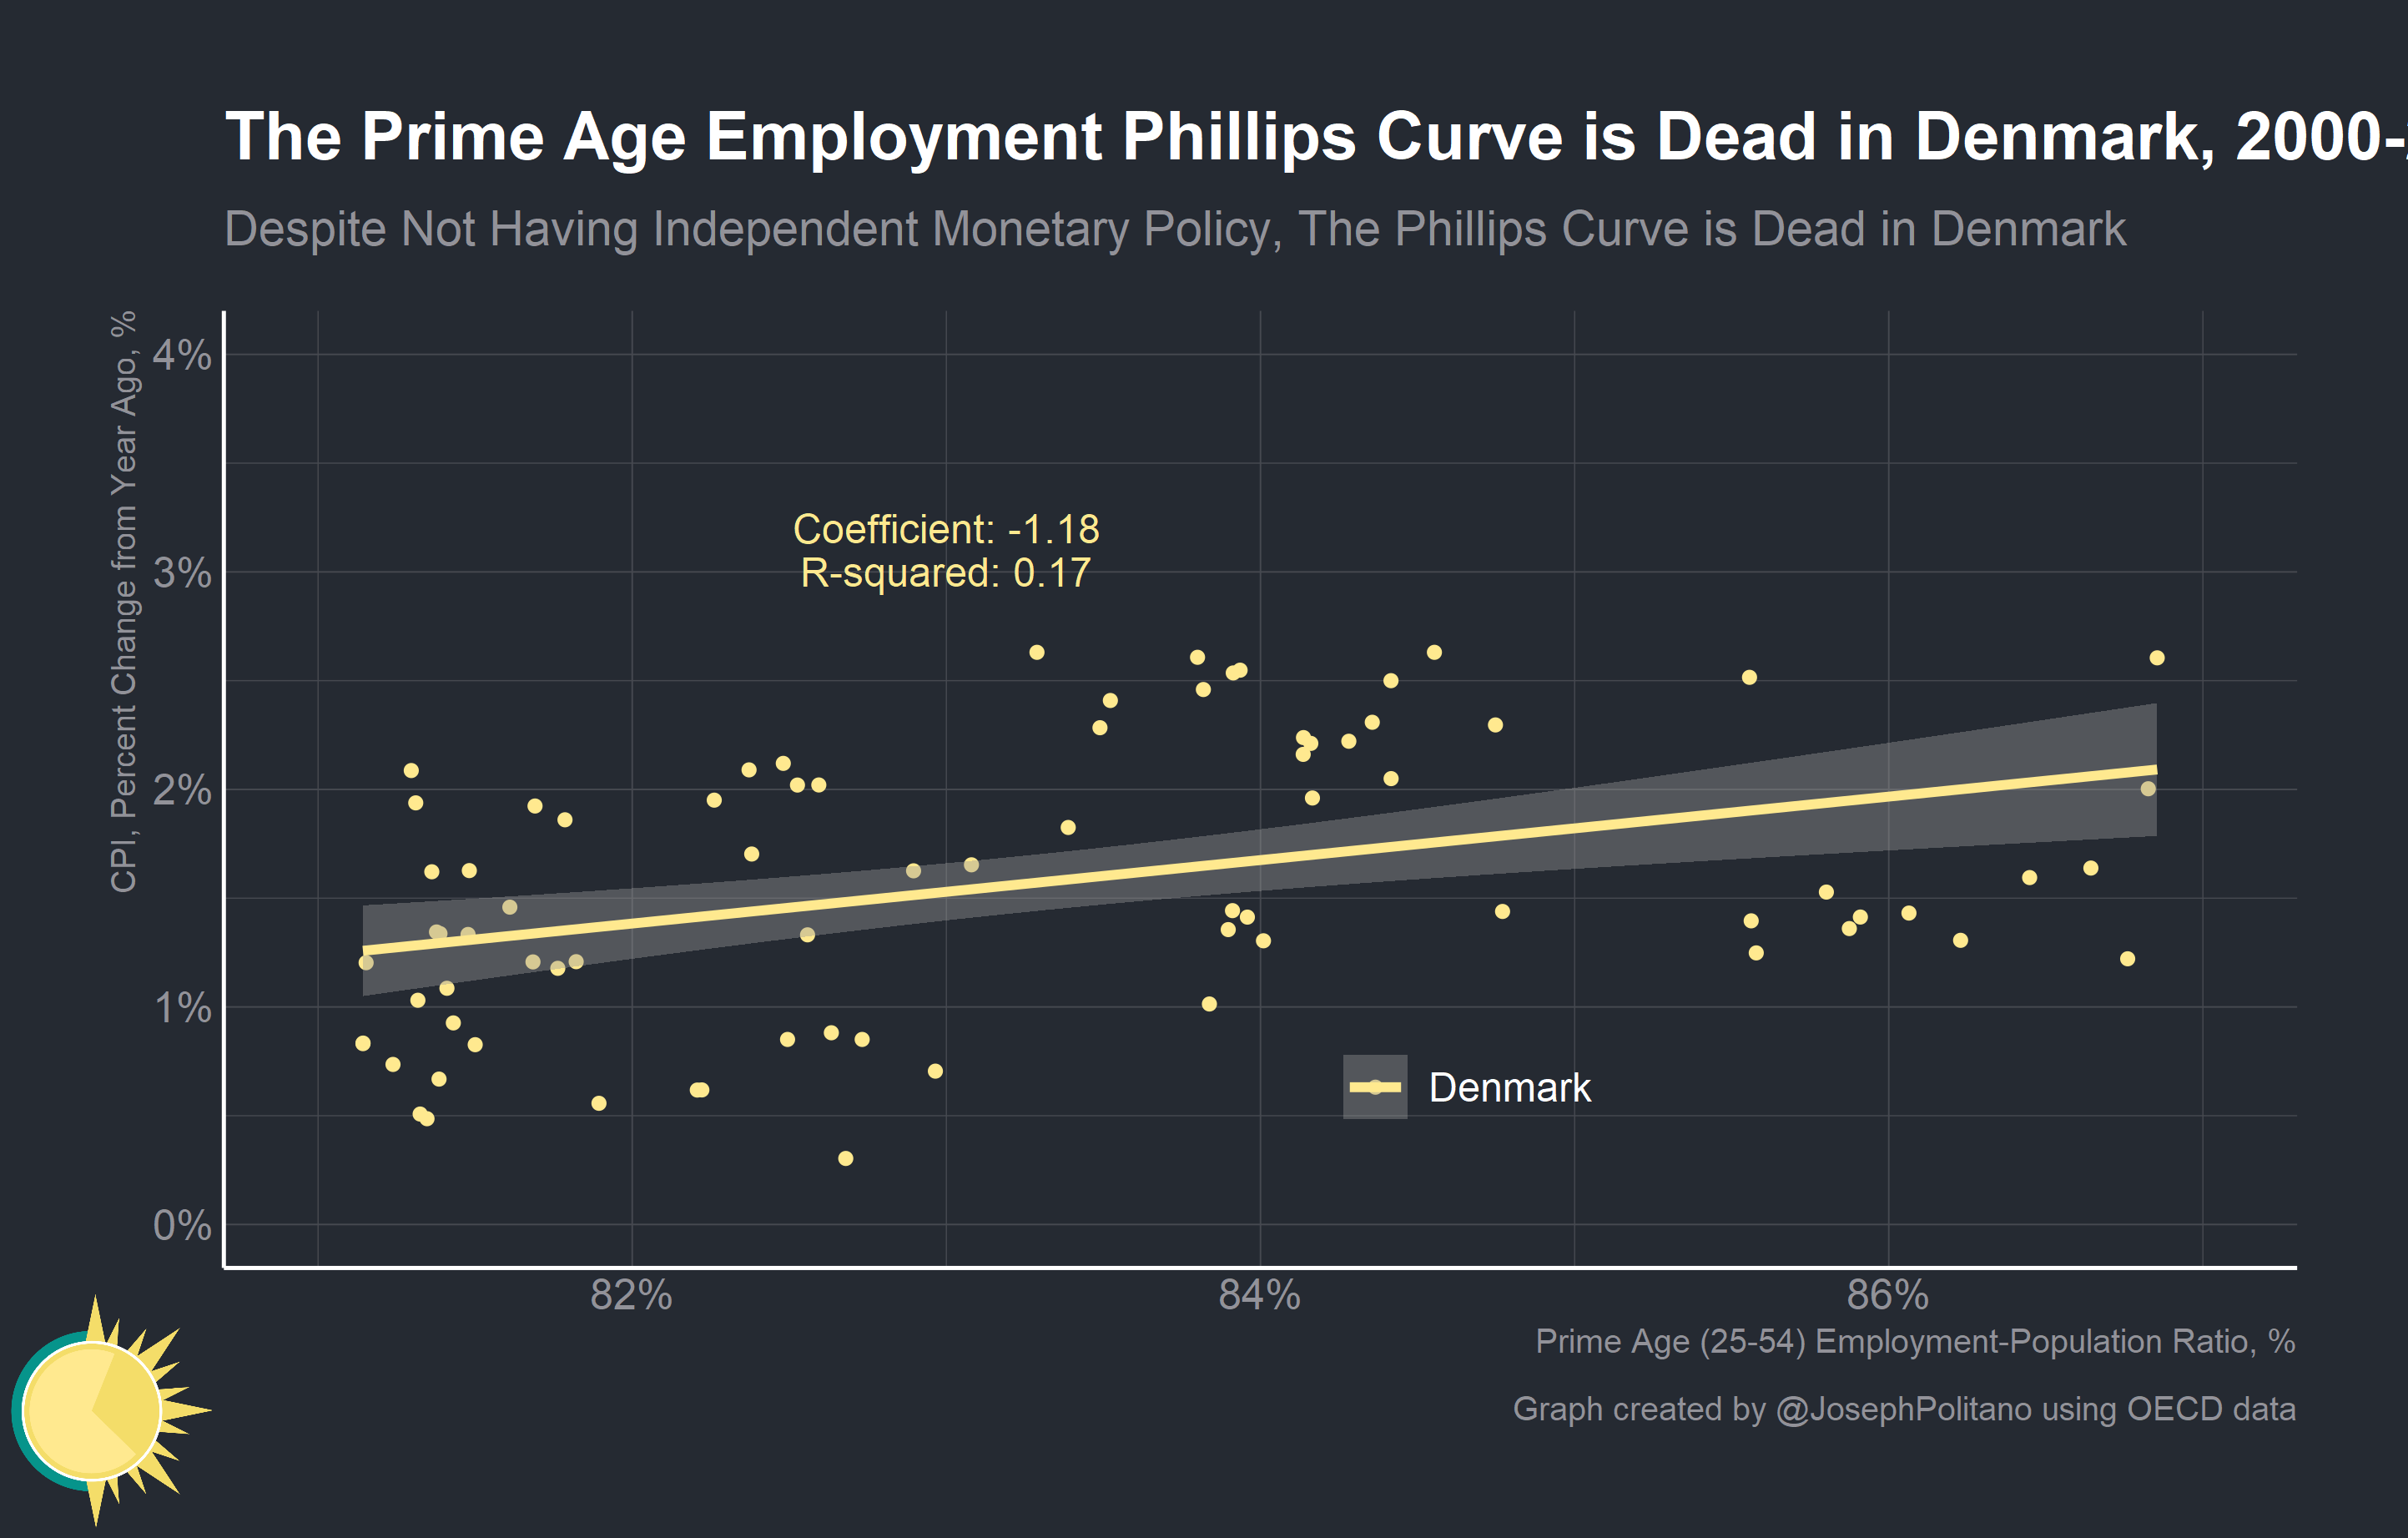 The Prime Age Employment Phillips Curve is Dead in Denmark, 2000-
Despite Not Having Independent Monetary Policy, The Phillips Curve is Dead in Denmark
CPI, Percent Change from Year Ago, %
4%
3%
2%
1%
0%
Coefficient: -1.18
R-squared: 0.17
Denmark
82%
84%
86%
Prime Age (25-54) Employment-Population Ratio, %
Graph created by @JosephPolitano using OECD data